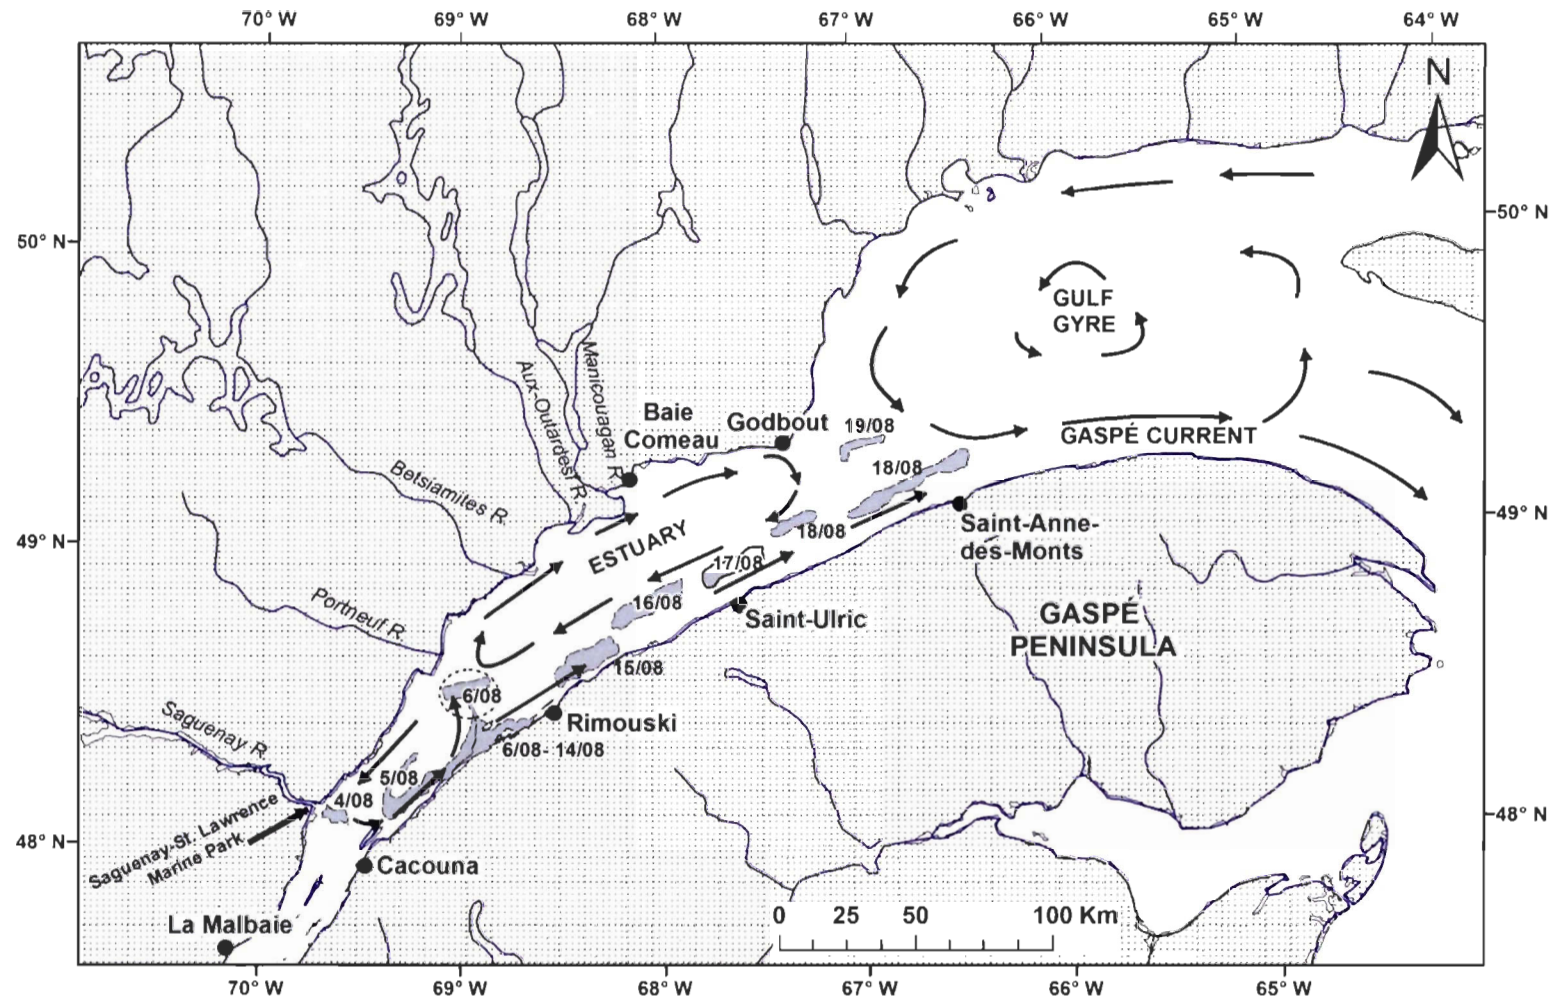 70° W 69° W 68° W 67° W 66° W 65° W 64° W
N
50° N
50° N
GULF
GYRE
Manicouagan R.
Aux-Outardes R.
Baie
Comeau
Godbout
19/08
GASPÉ CURRENT
Betsiamites R.
18/08
49° N
49° N
ESTUARY
18/08
Saint-Anne-
des-Monts
17/08
16/08
Saint-Ulric
Portneuf R.
GASPÉ
PENINSULA
15/08
6/08
Rimouski
6/08- 14/08
Saguenay R.
5/08
4/08
48° N
48° N
Saguenay-St. Lawrence
Marine Park
Cacouna
La Malbaie
0 25 50 100 Km
70° W 69° W 68° W 67° W 66° W 65° W